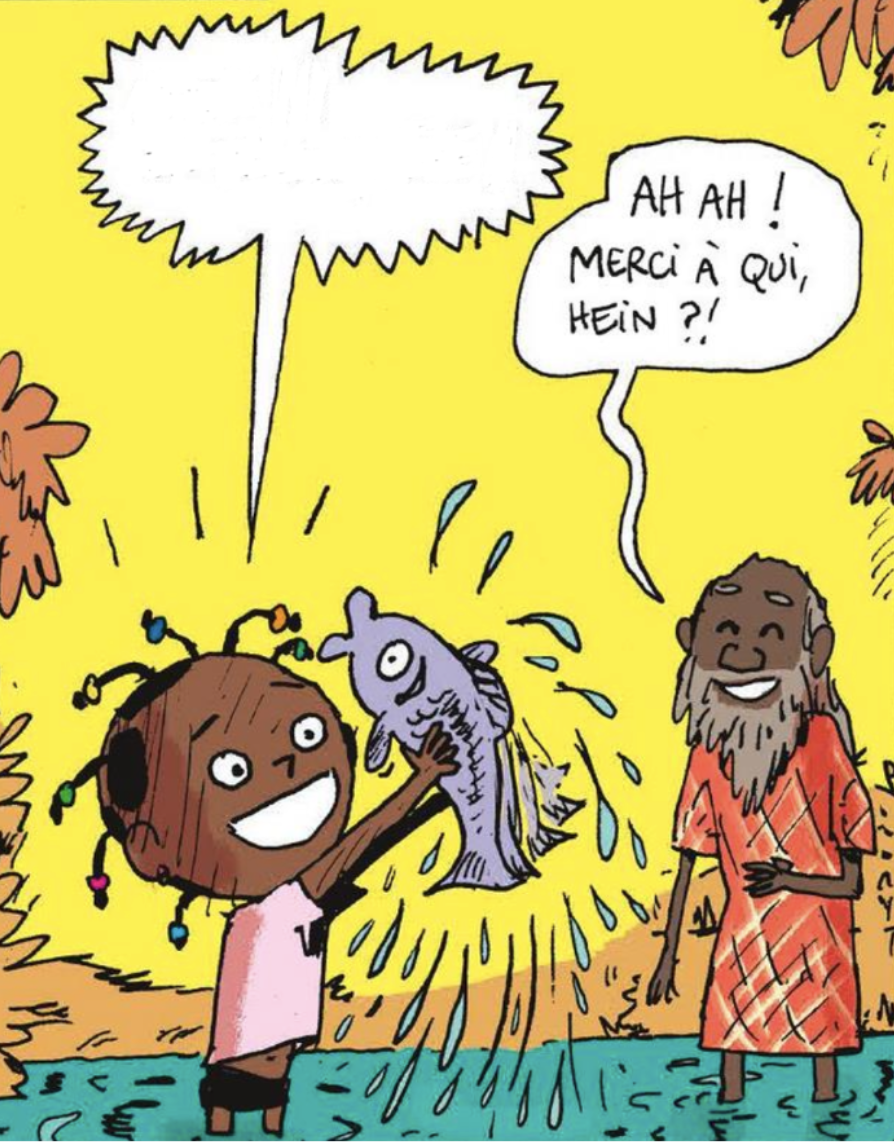 AH AH !
MERCi À QUi,
HEiN ?!